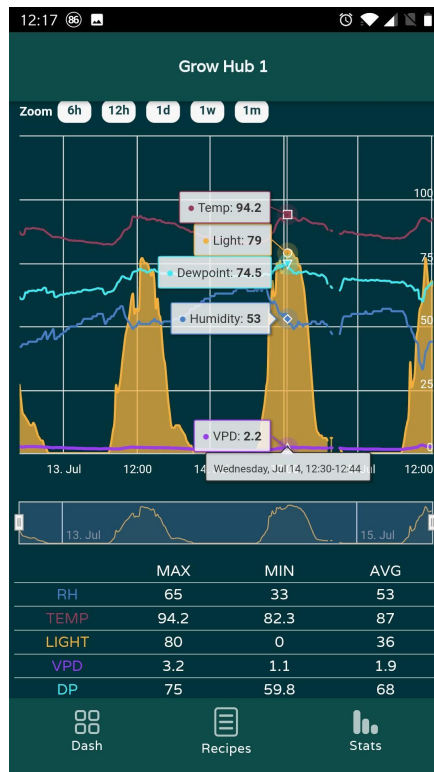 12:17 86
Grow Hub 1
Zoom 6h 12h 1d 1w 1m
100
Temp: 94.2
Light: 79
75
Dewpoint: 74.5
Humidity: 53
50
25
VPD: 2.2
0
13. Jul 12:00 14 Jul 12:00
Wednesday, Jul 14, 12:30-12:44
13. Jul 15. Jul
MAX MIN AVG
RH 65 33 53
TEMP 94.2 82.3 87
LIGHT 80 0 36
VPD 3.2 1.1 1.9
DP 75 59.8 68
Dash Recipes Stats